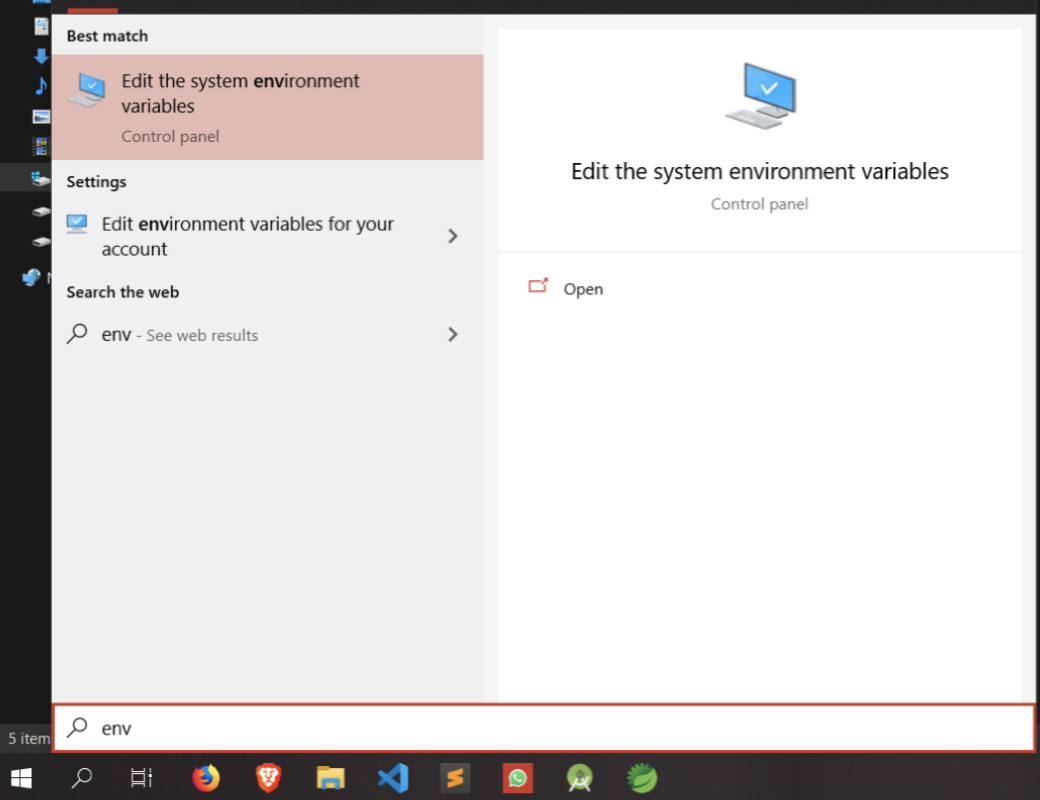 Best match
Edit the system environment
variables
Control panel
Settings
Edit environment variables for your
account
Search the web
env - See web results
Edit the system environment variables
Control panel
Open
env
5 item